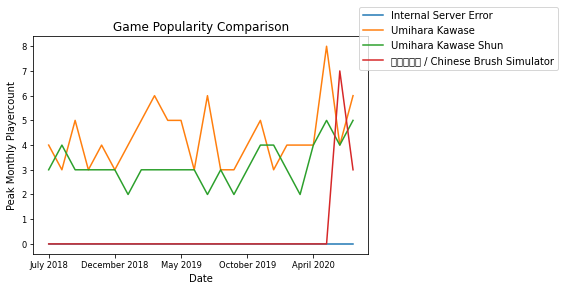 Game Popularity Comparison
Internal Server Error
Umihara Kawase
Umihara Kawase Shun
/ Chinese Brush Simulator
Peak Monthly Playercount
8
7
6
5
4
3
2
1
0
July 2018 December 2018 May 2019 October 2019 April 2020
Date